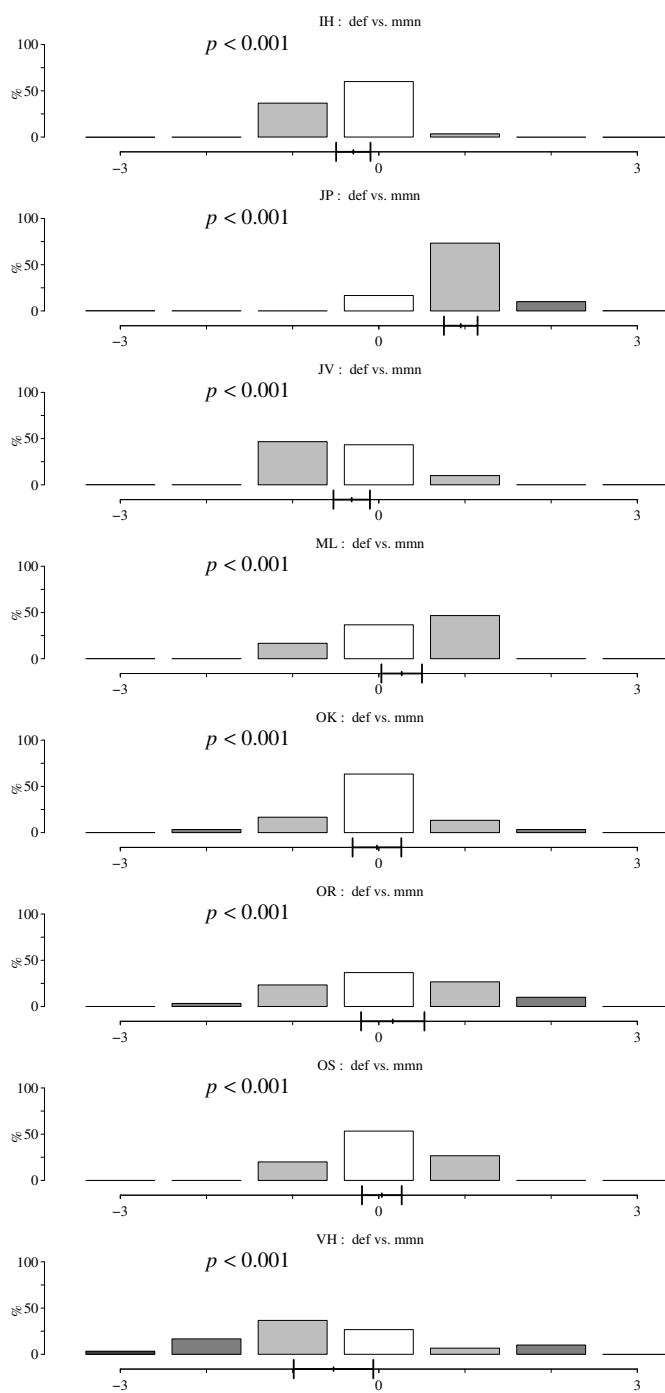 IH : def vs. mmn
p < 0.001
100
50
0
%
−3 0 3
JP : def vs. mmn
p < 0.001
100
50
0
%
−3 0 3
JV : def vs. mmn
p < 0.001
100
50
0
%
−3 0 3
ML : def vs. mmn
p < 0.001
100
50
0
%
−3 0 3
OK : def vs. mmn
p < 0.001
100
50
0
%
−3 0 3
OR : def vs. mmn
p < 0.001
100
50
0
%
−3 0 3
OS : def vs. mmn
p < 0.001
100
50
0
%
−3 0 3
VH : def vs. mmn
p < 0.001
100
50
0
%
−3 0 3